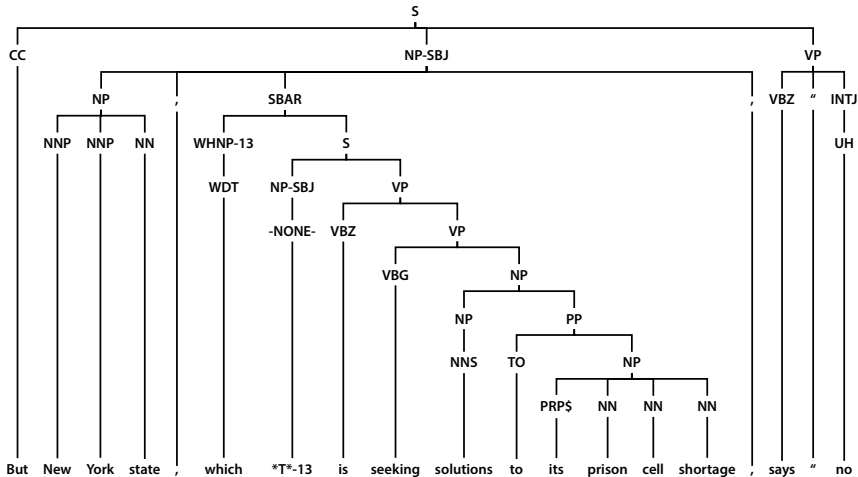 S
CC NP-SBJ VP
NP , SBAR , VBZ “ INTJ
NNP NNP NN WHNP-13 S UH
WDT NP-SBJ VP
-NONE- VBZ VP
VBG NP
NP PP
NNS TO NP
PRP$ NN NN NN
But New York state , which *T*-13 is seeking solutions to its prison cell shortage , says “ no